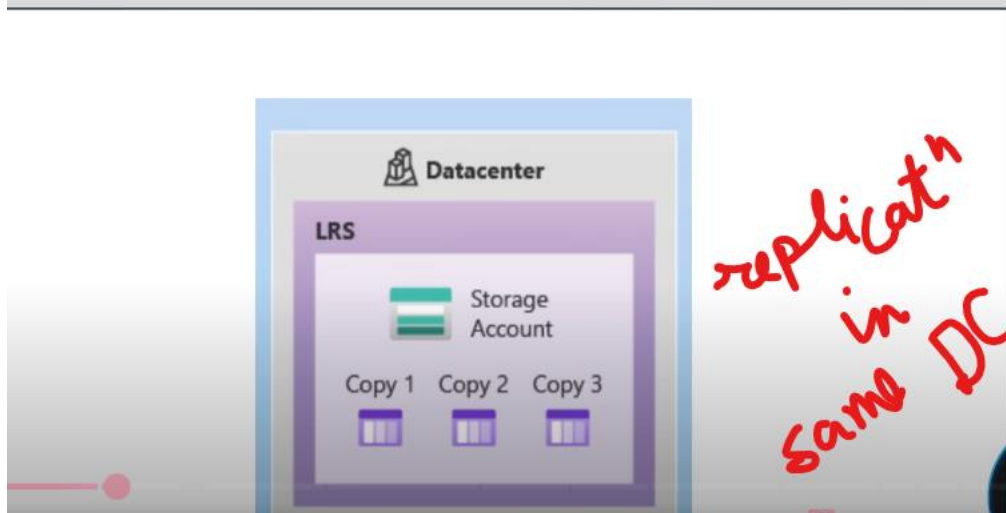 Datacenter
LRS
Storage
Account
Copy 1 Copy 2 Copy 3
replicatⁿ
in
same DC